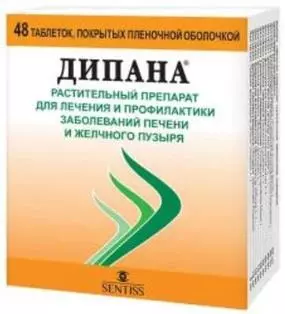 48 ТАБЛЕТОК, ПОКРЫТЫХ ПЛЕНОЧНОЙ ОБОЛОЧКОЙ
ДИПАНА®
РАСТИТЕЛЬНЫЙ ПРЕПАРАТ
ДЛЯ ЛЕЧЕНИЯ И ПРОФИЛАКТИКИ
ЗАБОЛЕВАНИЙ ПЕЧЕНИ
И ЖЕЛЧНОГО ПУЗЫРЯ
SENTISS